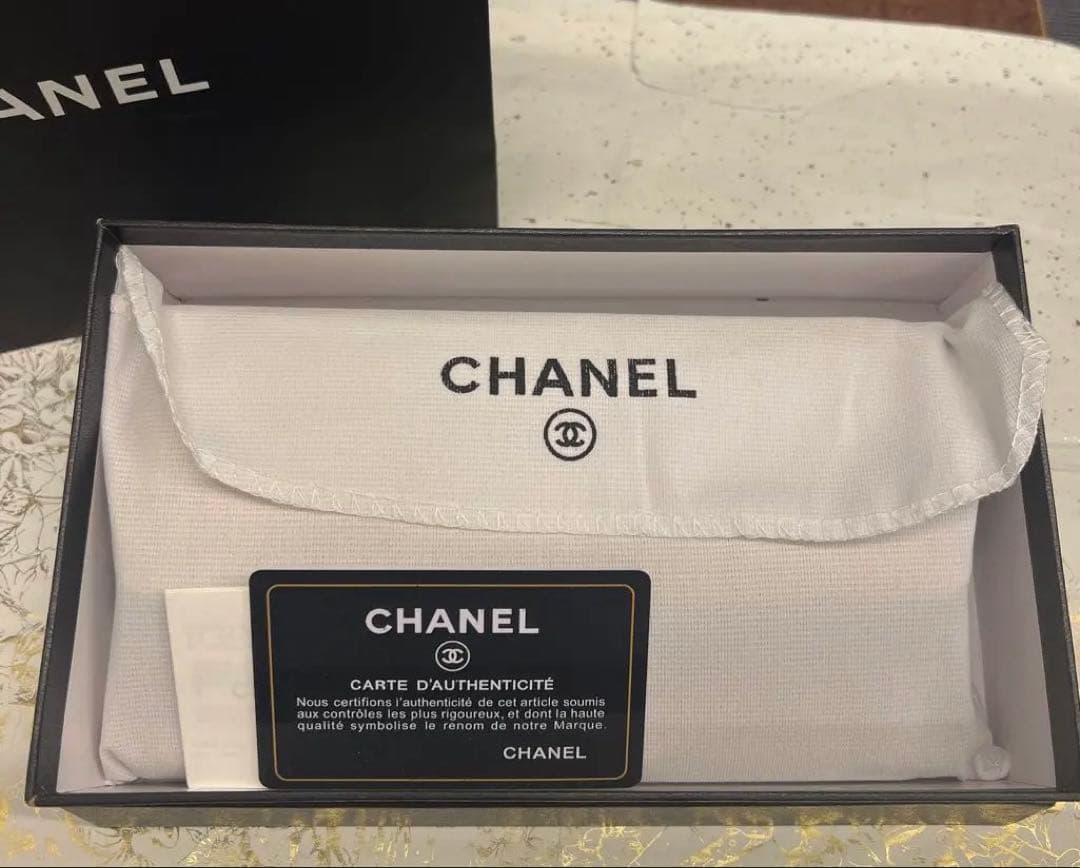 ANEL
CHANEL
CHANEL
CARTE D'AUTHENTICITÉ
Nous certifions l'authenticité de cet article soumis
aux contrôles les plus rigoureux, et dont la haute
qualité symbolise le renom de notre Marque.
CHANEL